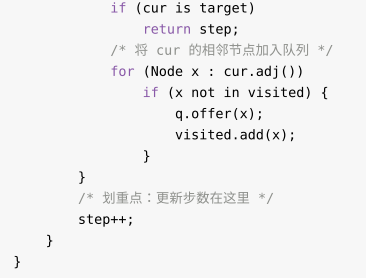 if (cur is target)
return step;
/* 将 cur 的相邻节点加入队列 */
for (Node x : cur.adj())
if (x not in visited) {
q.offer(x);
visited.add(x);
}
}
/* 划重点：更新步数在这里 */
step++;
}
}